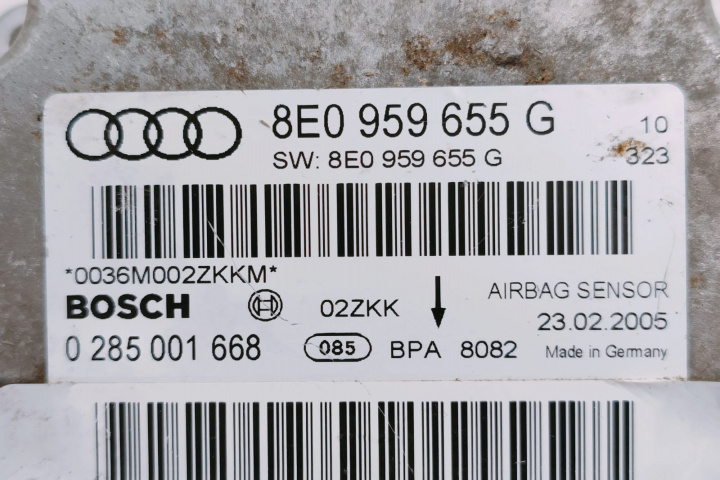 8E0 959 655 G 10
SW: 8E0 959 655 G 323
*0036M002ZKKM*
BOSCH 02ZKK AIRBAG SENSOR
23.02.2005
0 285 001 668 085 BPA 8082 Made in Germany